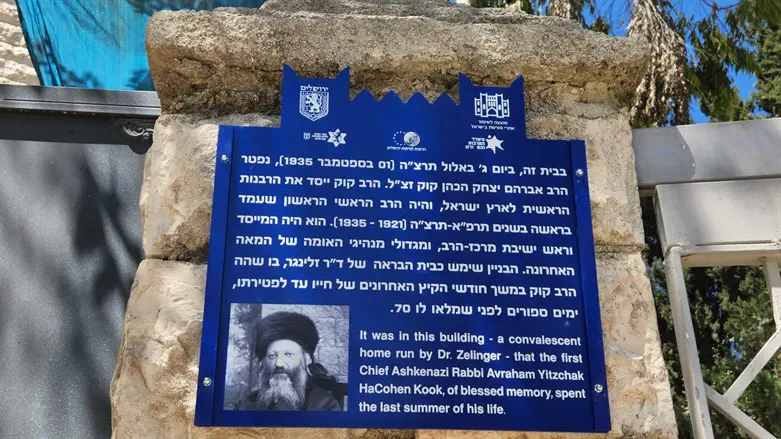 ירושלים
בבית זה, ביום ג׳ באלול תרצ״ה (01 בספטמבר 1935), נפטר
הרב אברהם יצחק הכהן קוק זצ״ל. הרב קוק ייסד את הרבנות
הראשית לארץ ישראל, והיה הרב הראשי הראשון שעמד
בראשה בשנים תרפ״א-תרצ״ה (1921 - 1935). הוא היה המייסד
וראש ישיבת מרכז-הרב, ומגדולי מנהיגי האומה של המאה
האחרונה. הבניין שימש כבית הבראה של ד״ר זלינגר, בו שהה
הרב קוק במשך חודשי הקיץ האחרונים של חייו עד לפטירתו,
ימים ספורים לפני שמלאו לו 70.
It was in this building - a convalescent
home run by Dr. Zelinger - that the first
Chief Ashkenazi Rabbi Avraham Yitzchak
HaCohen Kook, of blessed memory, spent
the last summer of his life.